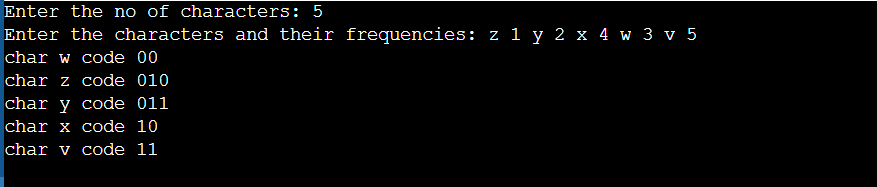 Enter the no of characters: 5
Enter the characters and their frequencies: z 1 y 2 x 4 w 3 v 5
char w code 00
char z code 010
char y code 011
char x code 10
char v code 11